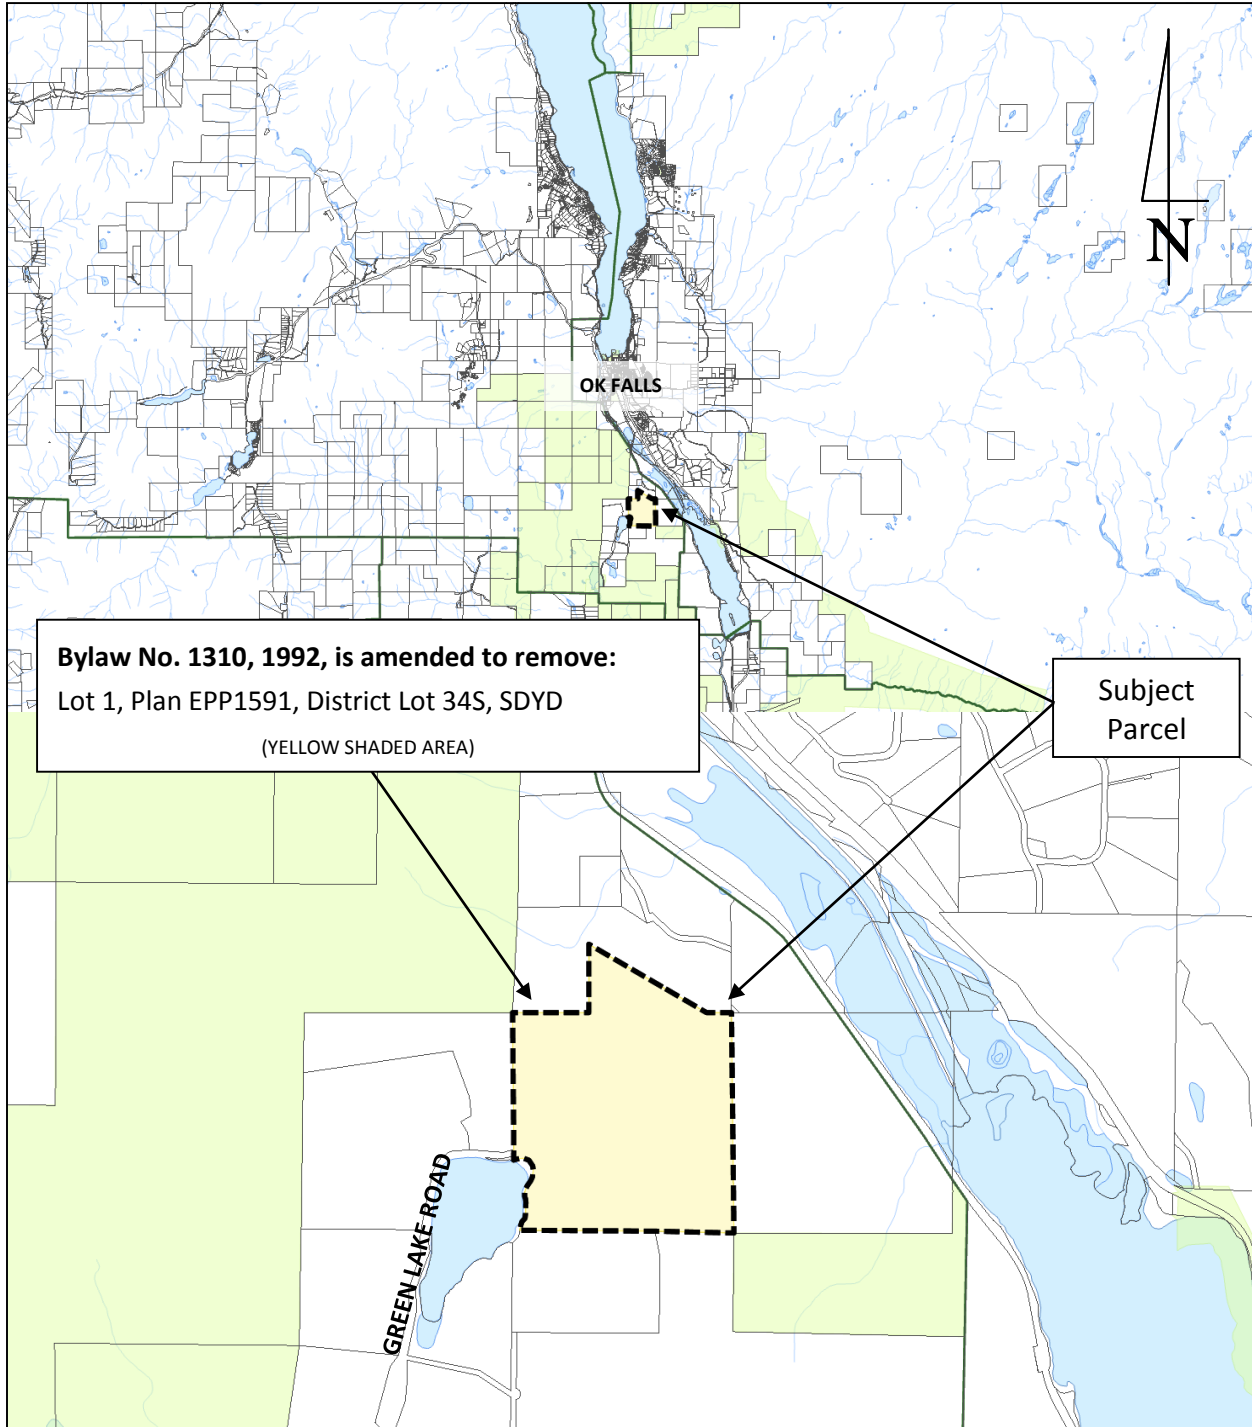 N
OK FALLS
Bylaw No. 1310, 1992, is amended to remove:
Lot 1, Plan EPP1591, District Lot 34S, SDYD
(YELLOW SHADED AREA)
Subject
Parcel
GREEN LAKE ROAD